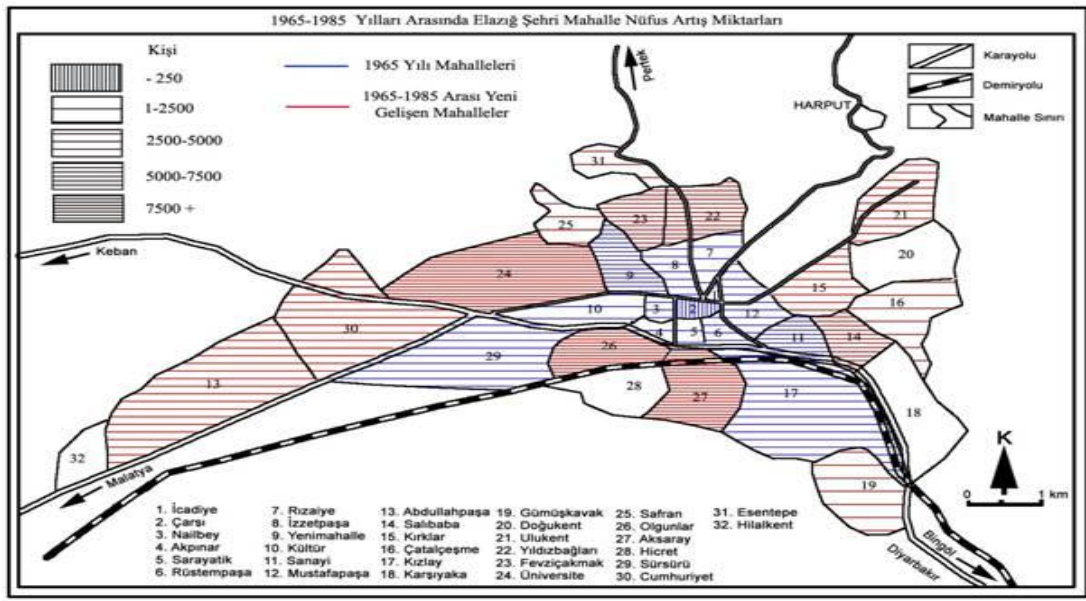 1965-1985 Yılları Arasında Elazığ Şehri Mahalle Nüfus Artış Miktarları
Kişi
- 250
1-2500
2500-5000
5000-7500
7500 +
1965 Yılı Mahalleleri
1965-1985 Arası Yeni
Gelişen Mahalleler
Karayolu
Demiryolu
Mahalle Sınırı
Pertek
HARPUT
Keban
Malatya
Bingöl
Diyarbakır
K
0 1 km
31
25
23
22
21
20
24
9
8
7
15
16
30
10
3
2
1
12
4
5
6
11
14
13
29
26
28
27
17
18
32
19
1. İcadiye
2. Çarşı
3. Nailbey
4. Akpınar
5. Sarayatik
6. Rüstempaşa
7. Rızaiye
8. İzzetpaşa
9. Yenimahalle
10. Kültür
11. Sanayi
12. Mustafapaşa
13. Abdullahpaşa
14. Salıbaba
15. Kırklar
16. Çatalçeşme
17. Kızlay
18. Karşıyaka
19. Gümüşkavak
20. Doğukent
21. Ulukent
22. Yıldızbağları
23. Fevziçakmak
24. Üniversite
25. Safran
26. Olgunlar
27. Aksaray
28. Hicret
29. Sürsürü
30. Cumhuriyet
31. Esentepe
32. Hilalkent